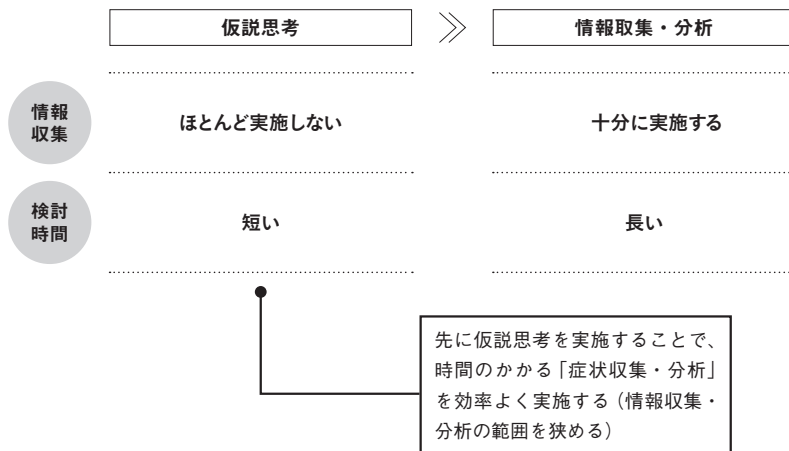 仮説思考
情報取集・分析
情報
収集
ほとんど実施しない
十分に実施する
検討
時間
短い
長い
先に仮説思考を実施することで、
時間のかかる「症状収集・分析」
を効率よく実施する（情報収集・
分析の範囲を狭める）